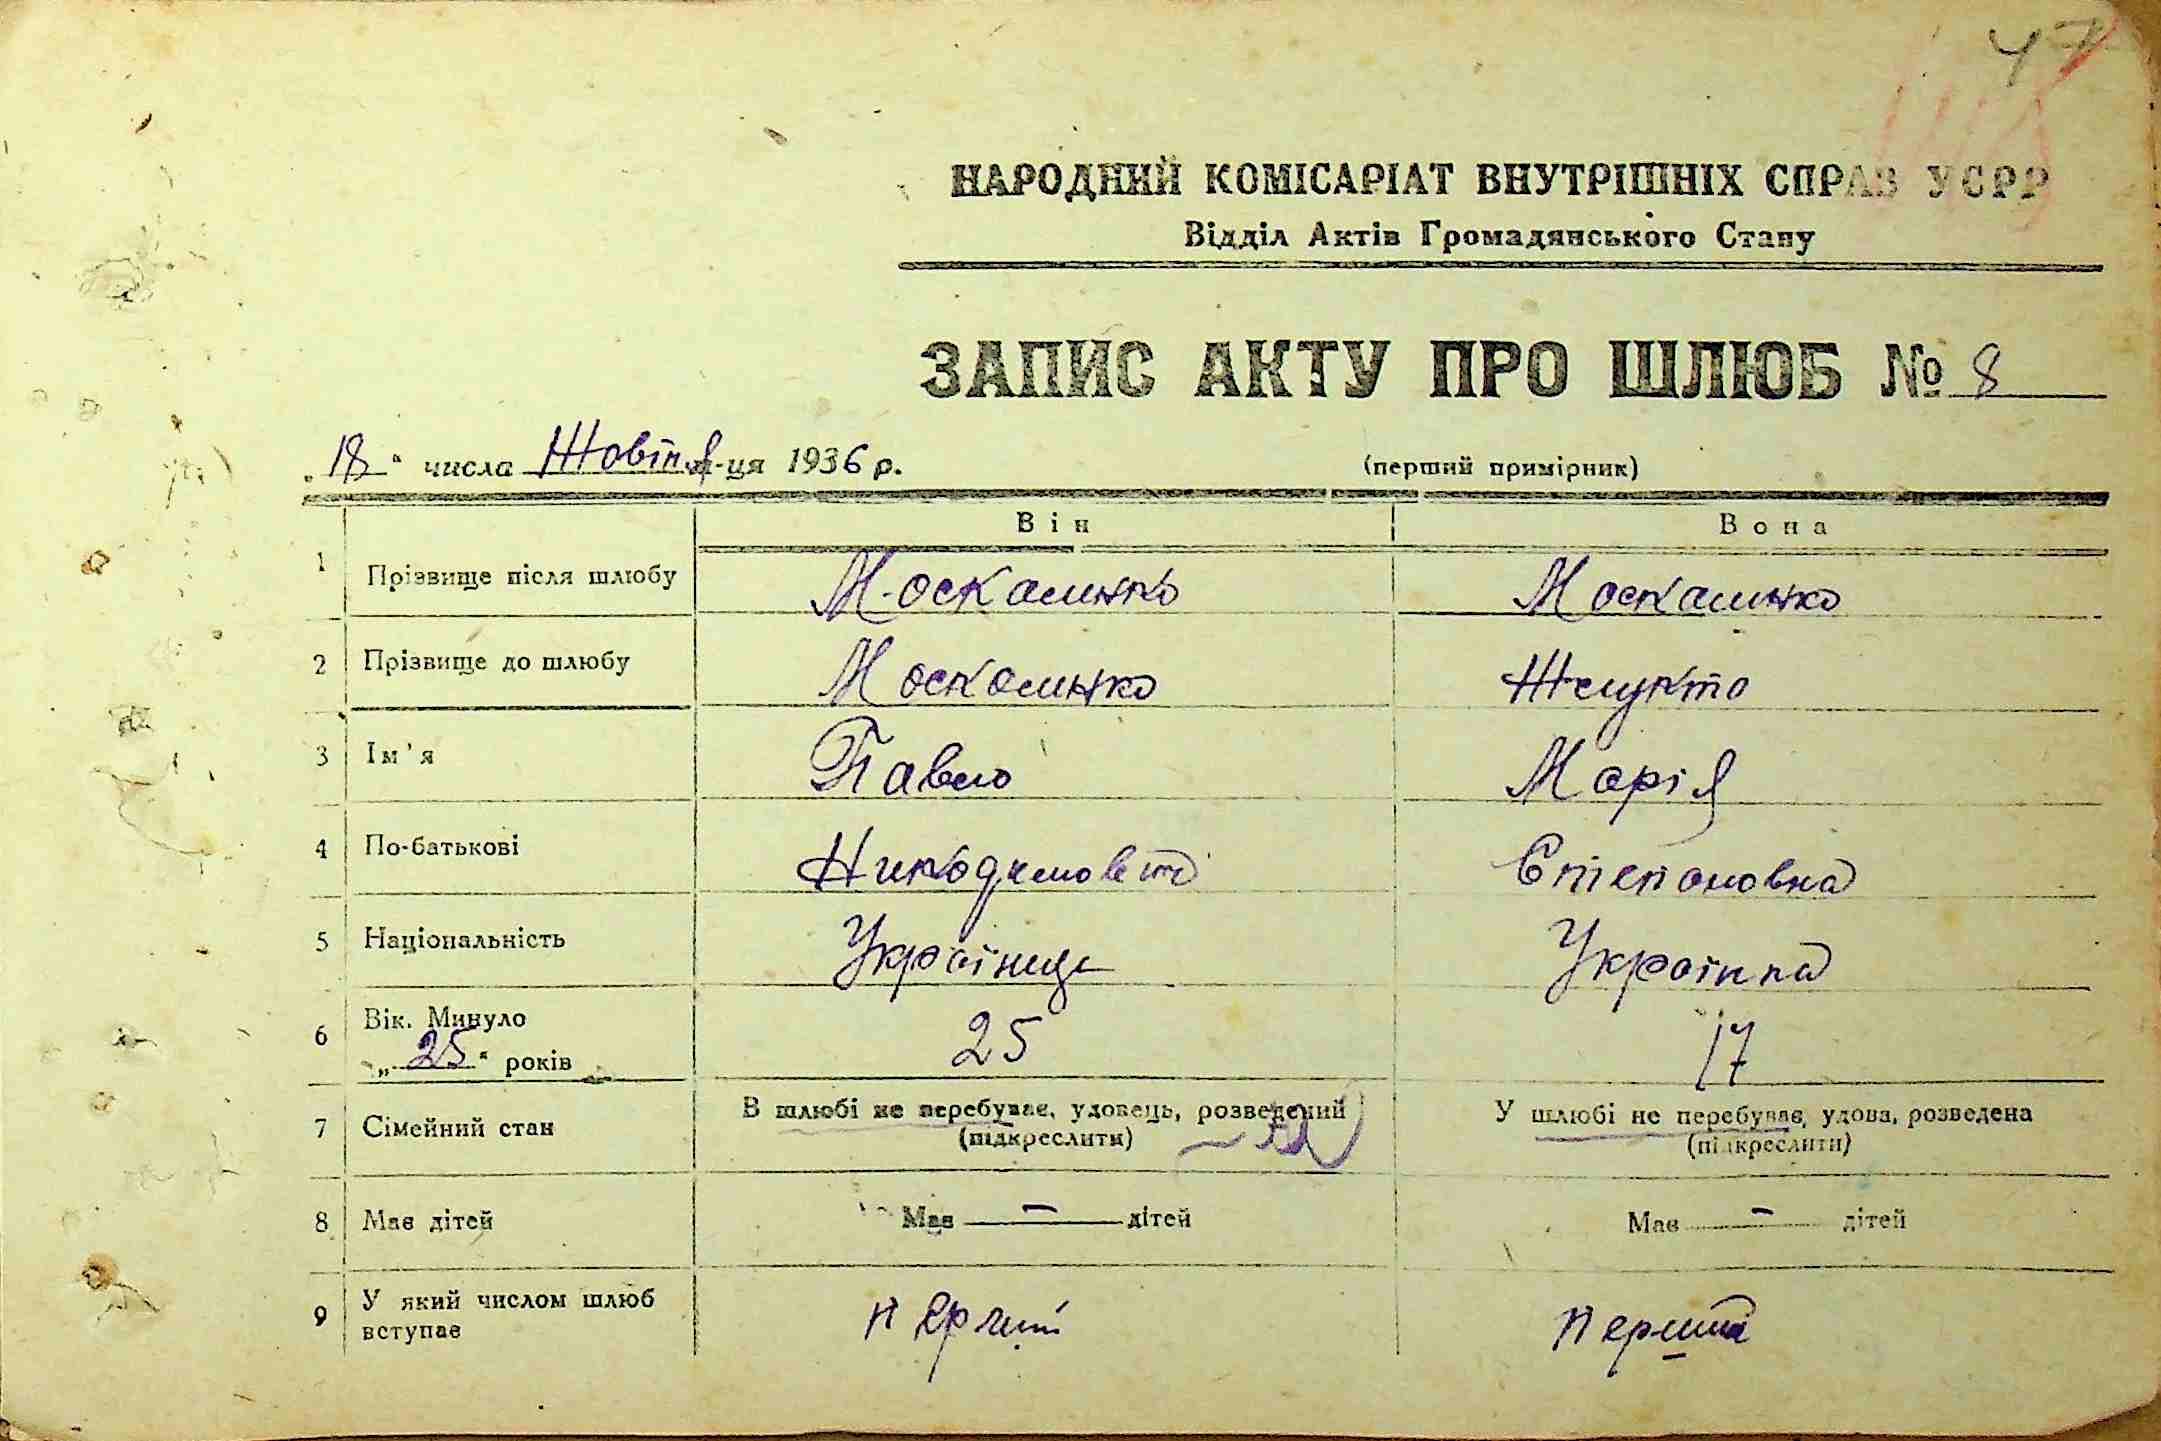 47
НАРОДНИЙ КОМІСАРІАТ ВНУТРІШНІХ СПРАВ УСРР
Відділ Актів Громадянського Стану
ЗАПИС АКТУ ПРО ШЛЮБ № 8
„18“ числа Жовтня м-ця 1936 р.
(перший примірник)
Він Вона
1 Прізвище після шлюбу Москаленко Москаленко
2 Прізвище до шлюбу Москаленко Жлукто
3 Ім'я Павло Марія
4 По-батькові Никодимович Степановна
5 Національність Українец Українка
6 Вік. Минуло „25“ років 25 17
7 Сімейний стан В шлюбі не перебуває, удовець, розведений (підкреслити) У шлюбі не перебуває, удова, розведена (підкреслити)
8 Має дітей Має — дітей Має — дітей
9 У який числом шлюб вступає перший перший